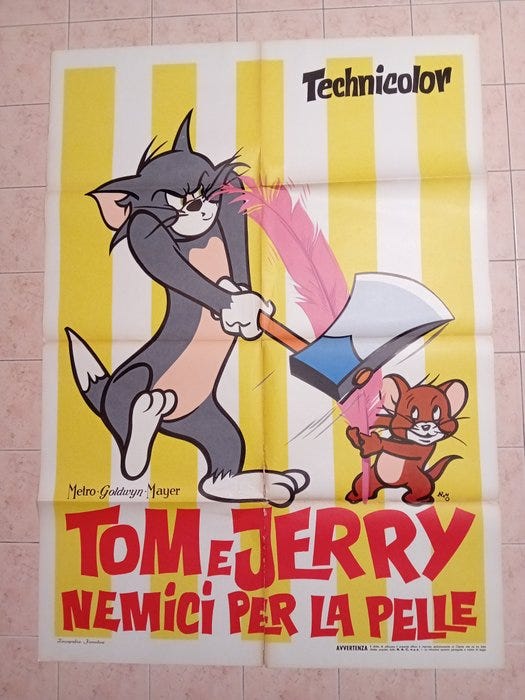 Technicolor
Metro-Goldwyn-Mayer
TOM E JERRY
NEMICI PER LA PELLE
AVVERTENZA